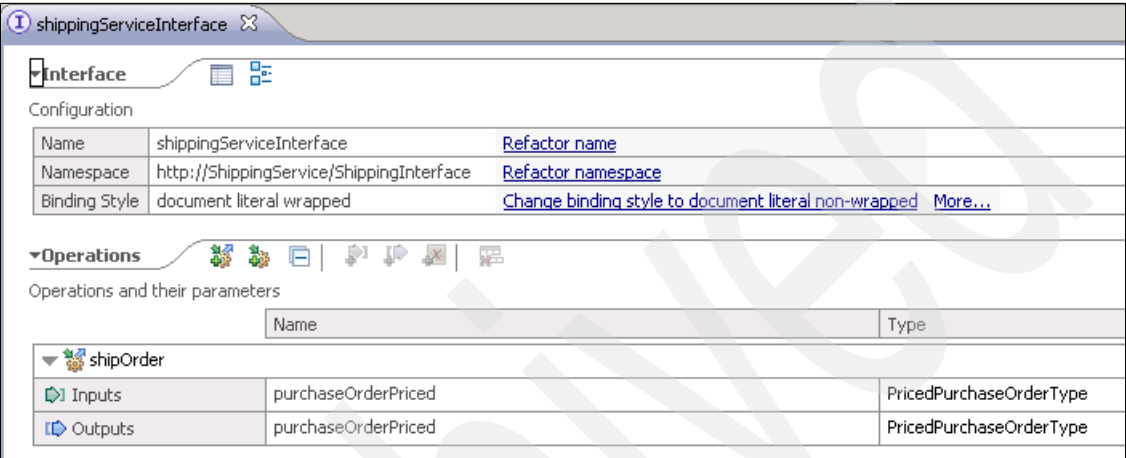 shippingServiceInterface
Interface
Configuration
Name shippingServiceInterface Refactor name
Namespace http://ShippingService/ShippingInterface Refactor namespace
Binding Style document literal wrapped Change binding style to document literal non-wrapped More...
Operations
Operations and their parameters
Name Type
shipOrder
Inputs purchaseOrderPriced PricedPurchaseOrderType
Outputs purchaseOrderPriced PricedPurchaseOrderType